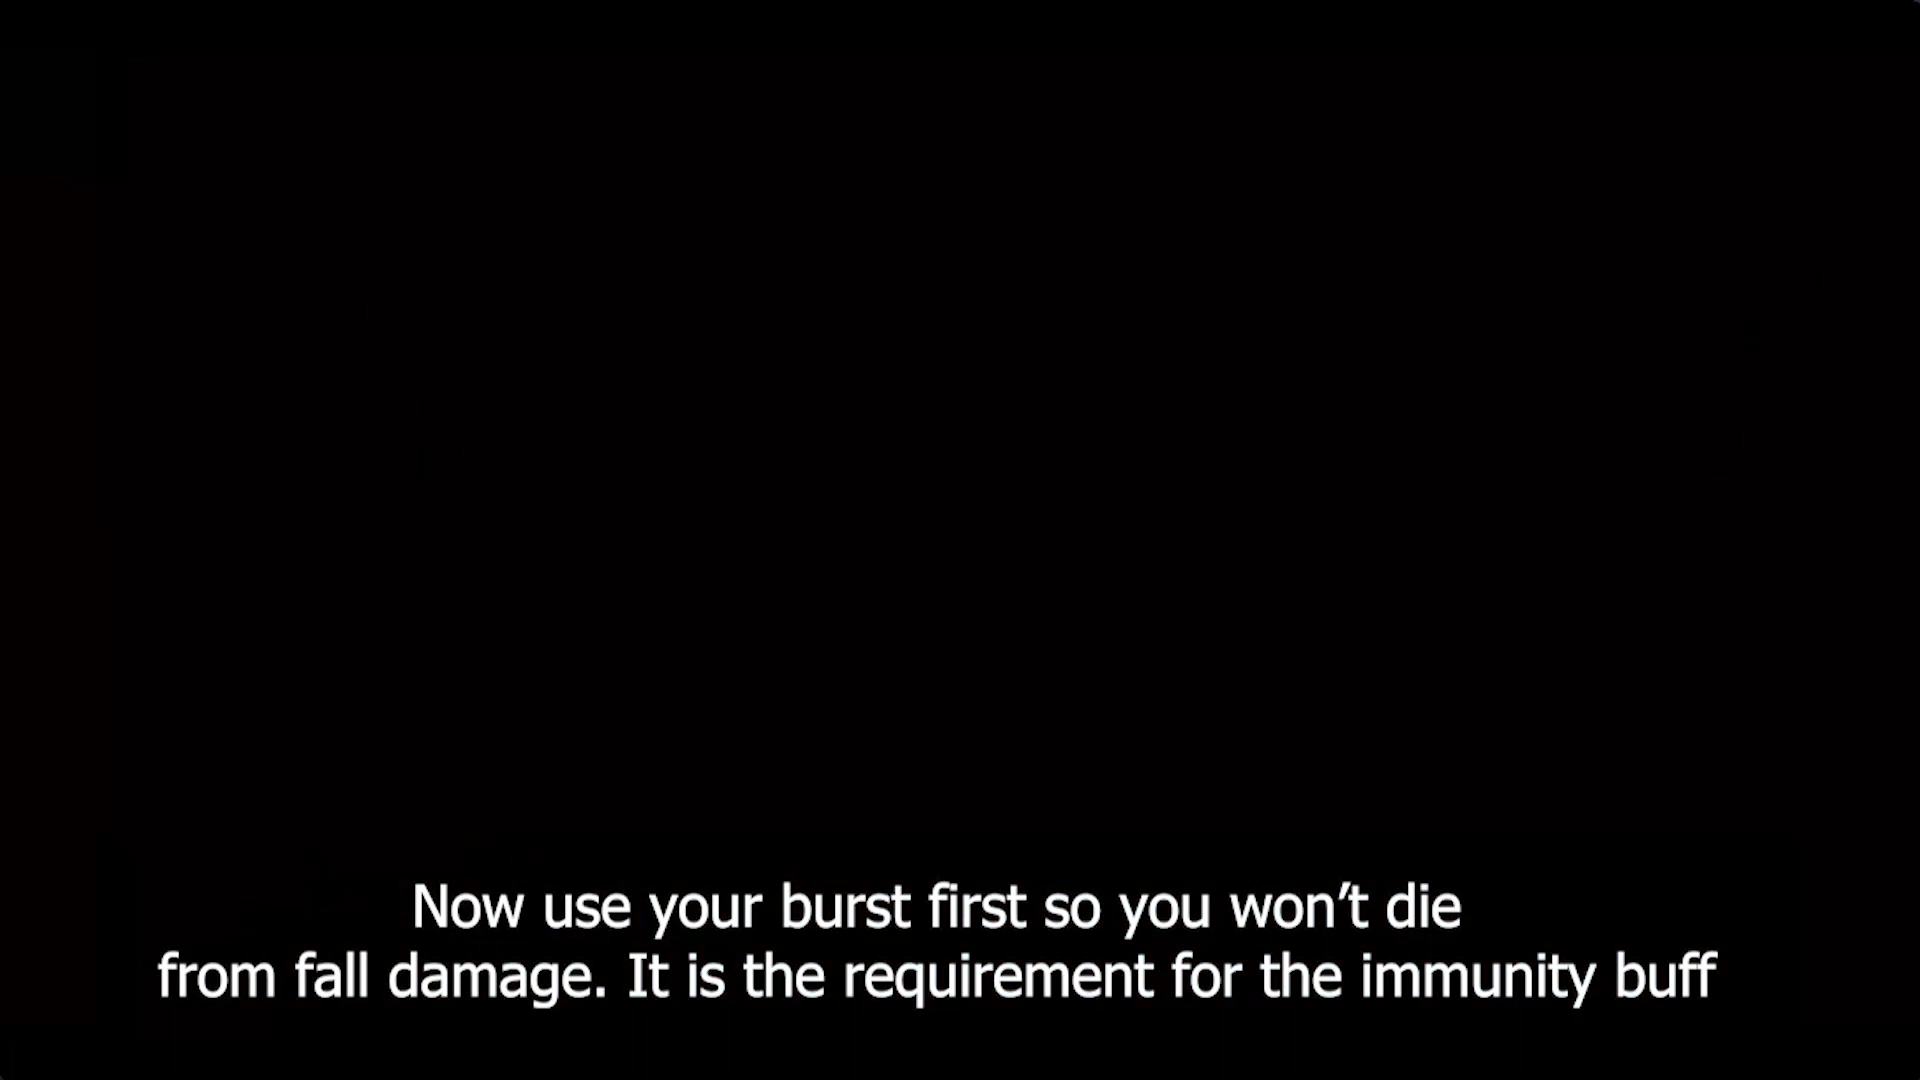 Now use your burst first so you won’t die
from fall damage. It is the requirement for the immunity buff